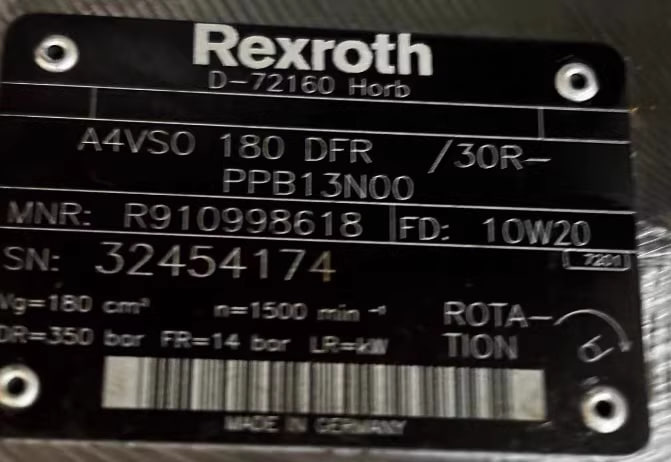 Rexroth
D-72160 Horb
A4VSO 180 DFR /30R-
PPB13N00
MNR: R910998618 FD: 10W20
SN: 32454174 7201
Vg=180 cm³ n=1500 min⁻¹ ROTA-
DR=350 bar FR=14 bar LR=kW TION
MADE IN GERMANY